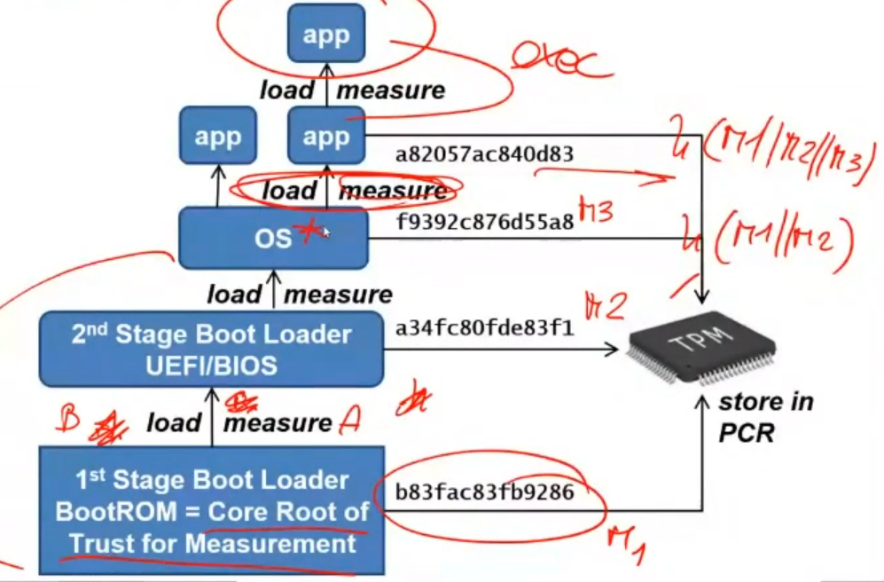 app
exec
load measure
app
app
a82057ac840d83
h(M1||M2||M3)
load measure
f9392c876d55a8
M3
OS *
h(M1||M2)
load measure
M2
2nd Stage Boot Loader
UEFI/BIOS
a34fc80fde83f1
TPM
B
load measure
A
store in
PCR
1st Stage Boot Loader
BootROM = Core Root of
Trust for Measurement
b83fac83fb9286
M1